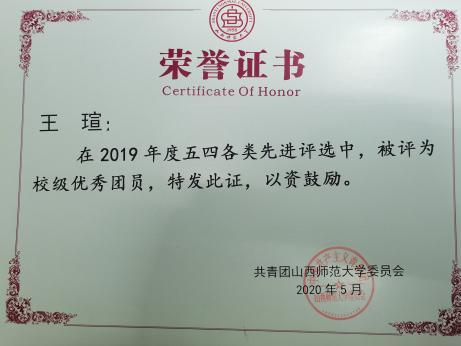 荣誉证书
Certificate Of Honor
王 瑄：
在2019年度五四各类先进评选中，被评为
校级优秀团员，特发此证，以资鼓励。
共青团山西师范大学委员会
2020年5月